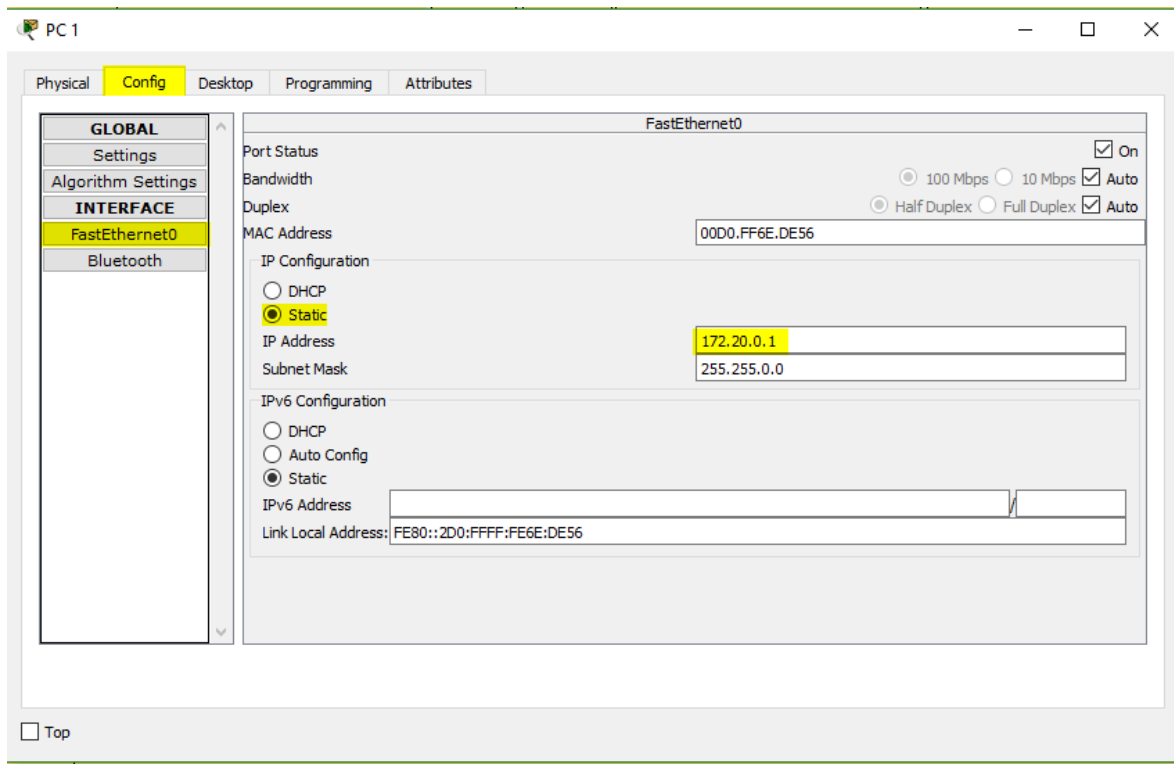 PC 1
Physical Config Desktop Programming Attributes
GLOBAL
Settings
Algorithm Settings
INTERFACE
FastEthernet0
Bluetooth
FastEthernet0
Port Status On
Bandwidth 100 Mbps 10 Mbps Auto
Duplex Half Duplex Full Duplex Auto
MAC Address 00D0.FF6E.DE56
IP Configuration
DHCP
Static
IP Address 172.20.0.1
Subnet Mask 255.255.0.0
IPv6 Configuration
DHCP
Auto Config
Static
IPv6 Address /
Link Local Address: FE80::2D0:FFFF:FE6E:DE56
Top